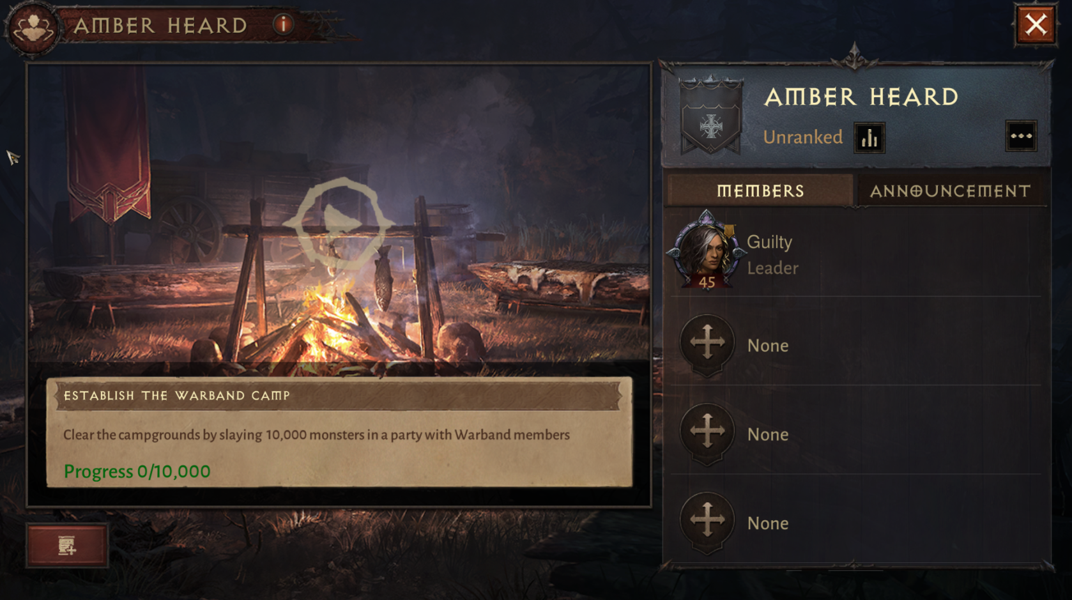 AMBER HEARD
AMBER HEARD
Unranked
MEMBERS
ANNOUNCEMENT
Guilty
Leader
45
None
None
None
ESTABLISH THE WARBAND CAMP
Clear the campgrounds by slaying 10,000 monsters in a party with Warband members
Progress 0/10,000